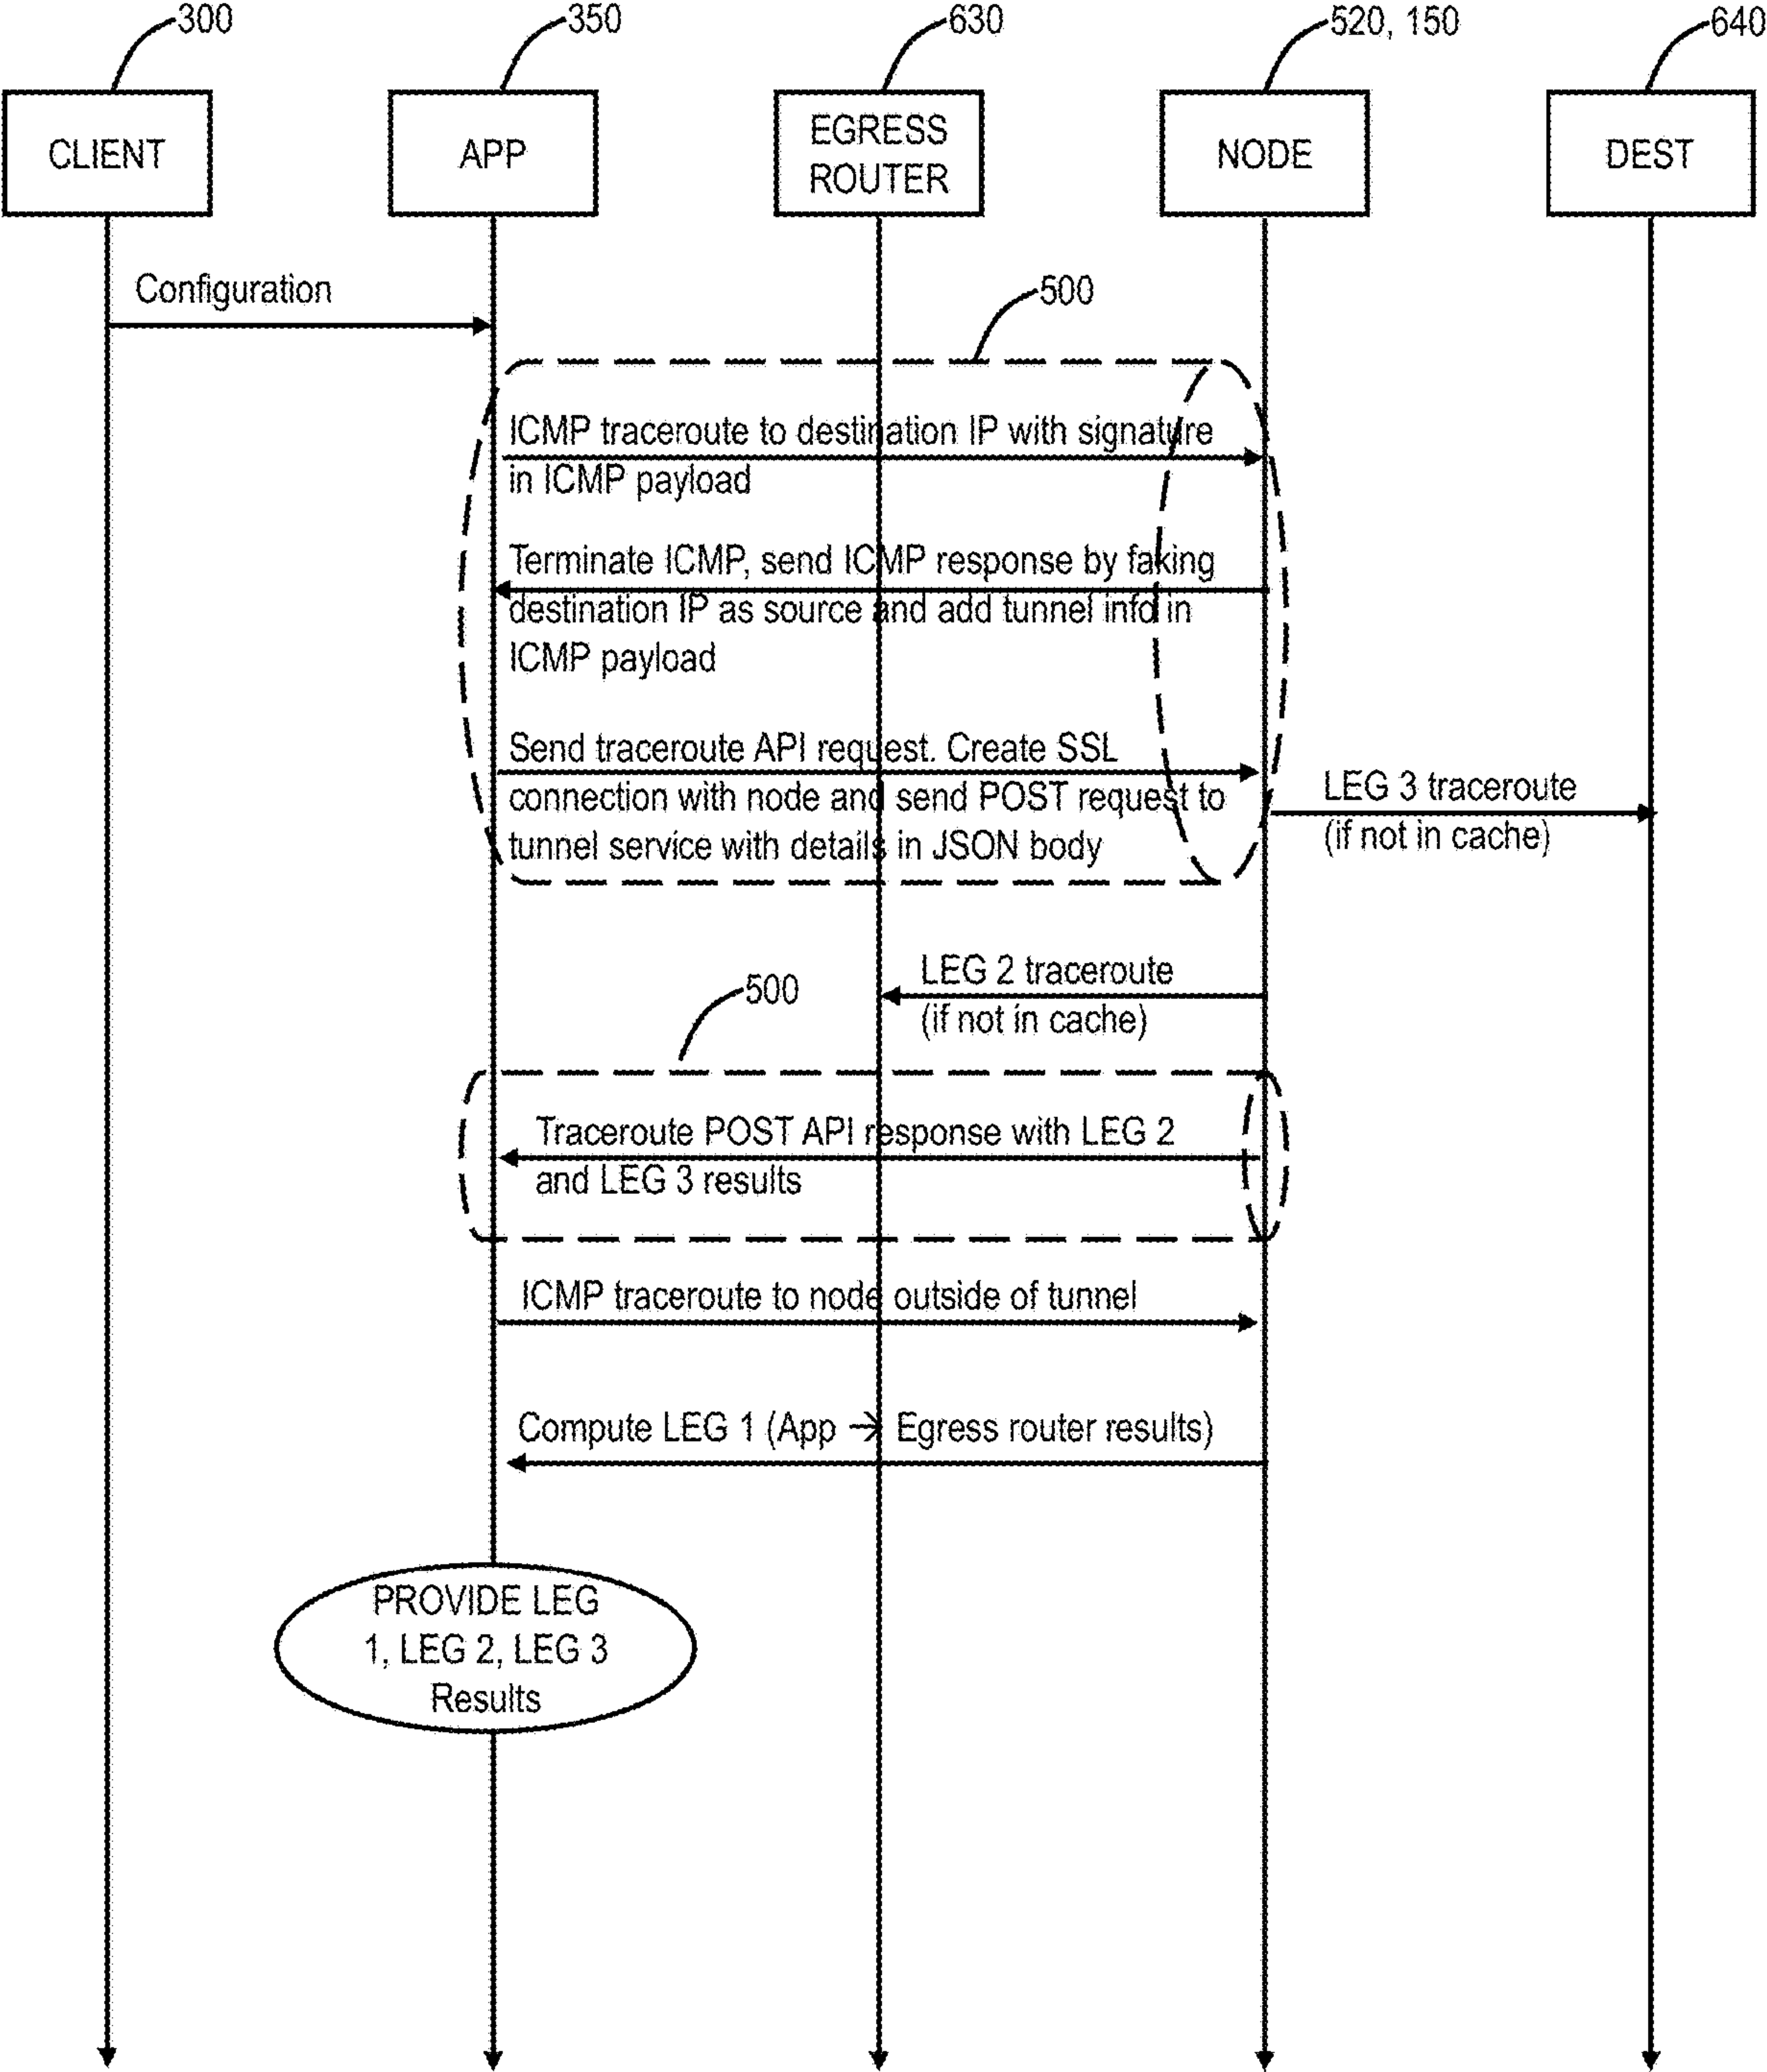 300
350
630
520, 150
640
CLIENT
APP
EGRESS
ROUTER
NODE
DEST
Configuration
500
ICMP traceroute to destination IP with signature
in ICMP payload
Terminate ICMP, send ICMP response by faking
destination IP as source and add tunnel info in
ICMP payload
Send traceroute API request. Create SSL
connection with node and send POST request to
tunnel service with details in JSON body
LEG 3 traceroute
(if not in cache)
LEG 2 traceroute
(if not in cache)
500
Traceroute POST API response with LEG 2
and LEG 3 results
ICMP traceroute to node outside of tunnel
Compute LEG 1 (App → Egress router results)
PROVIDE LEG
1, LEG 2, LEG 3
Results